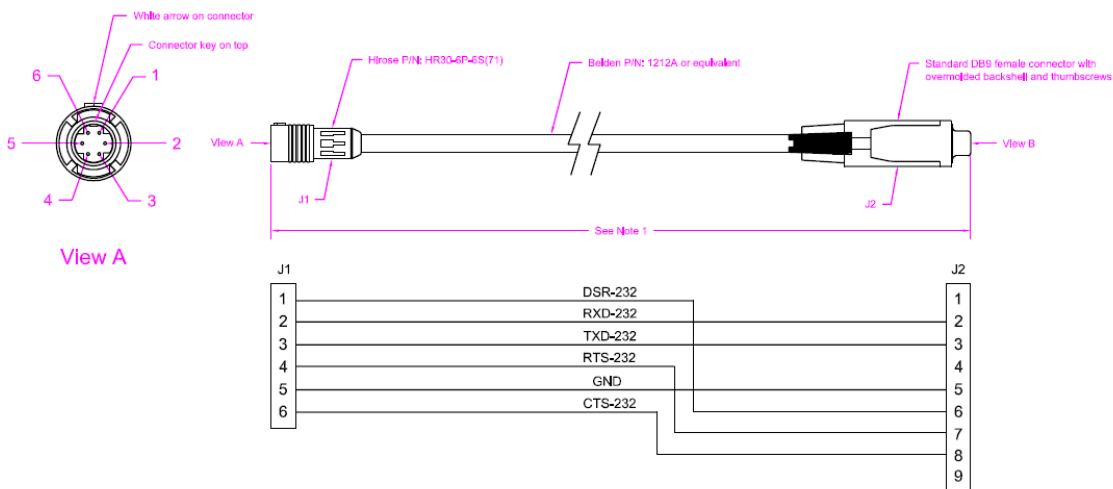 White arrow on connector
Connector key on top
6
1
5
2
4
3
View A
Hirose P/N: HR30-6P-6S(71)
Belden P/N: 1212A or equivalent
Standard DB9 female connector with
overmolded backshell and thumbscrews
View A
View B
J1
J2
See Note 1
J1
J2
1 DSR-232 1
2 RXD-232 2
3 TXD-232 3
4 RTS-232 4
5 GND 5
6 CTS-232 6
7
8
9